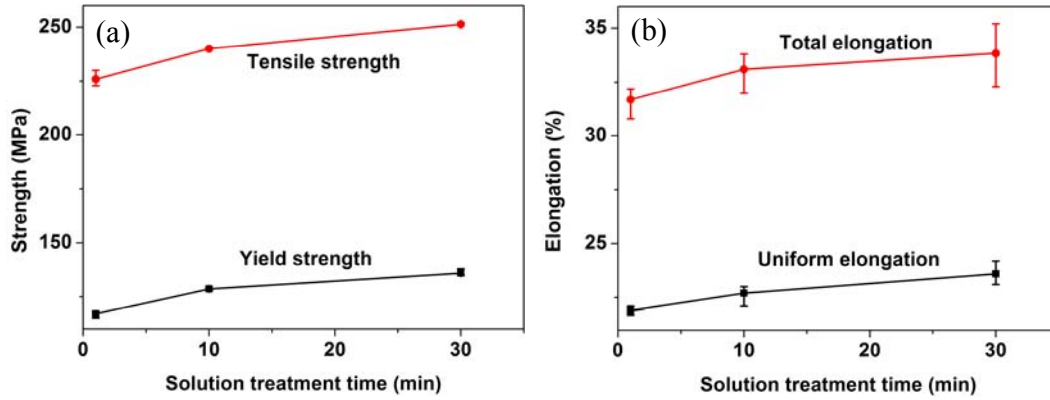 (a)
Strength (MPa)
250
200
150
Tensile strength
Yield strength
0 10 20 30
Solution treatment time (min)
(b)
Elongation (%)
35
31
25
Total elongation
Uniform elongation
0 10 20 30
Solution treatment time (min)